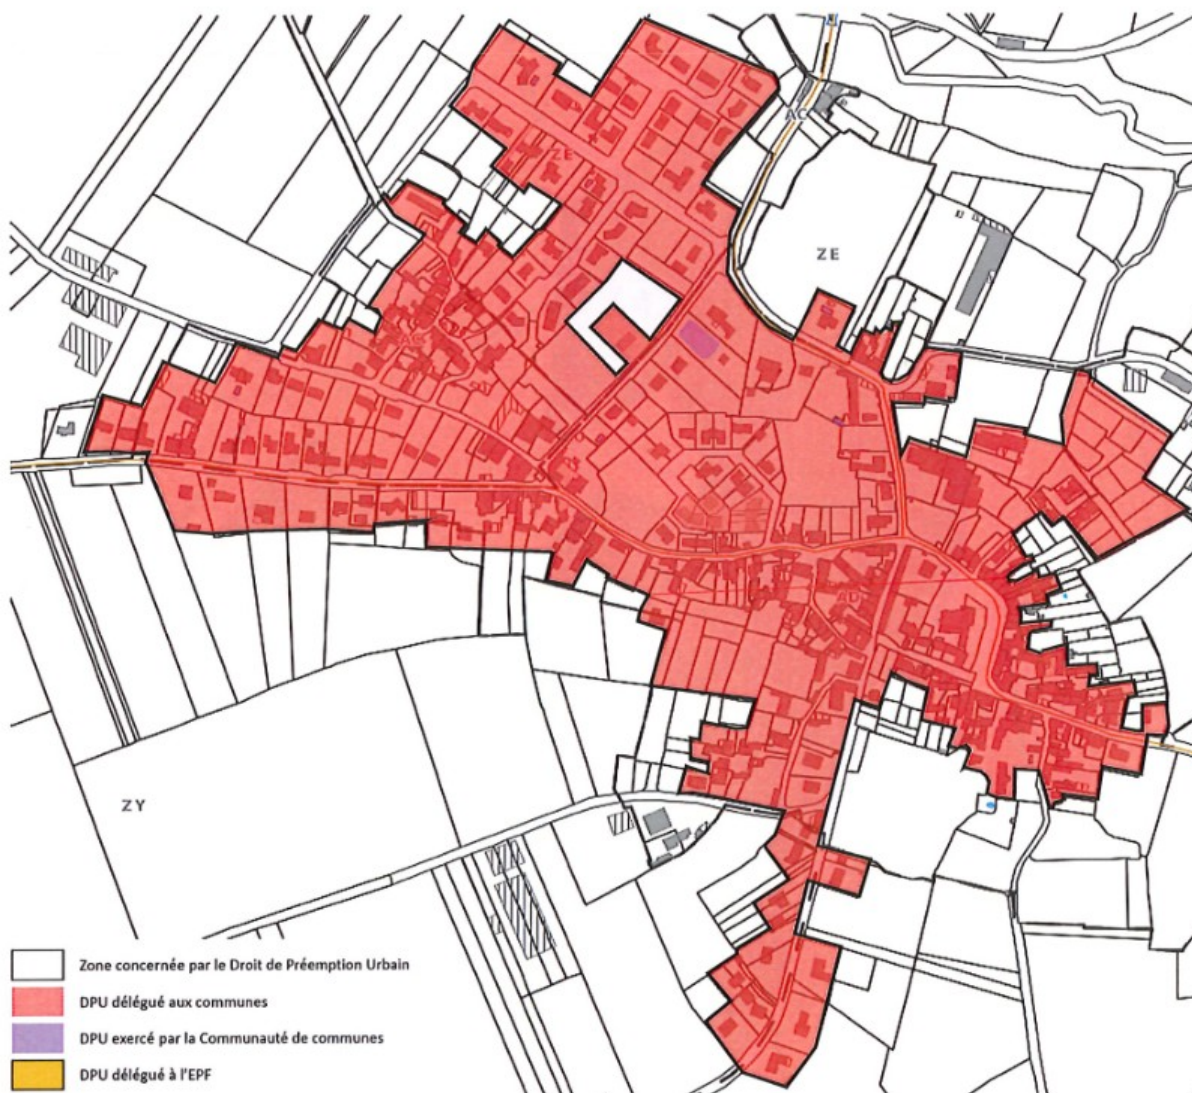 AC
ZE
ZE
AC
AD
ZY
Zone concernée par le Droit de Préemption Urbain
DPU délégué aux communes
DPU exercé par la Communauté de communes
DPU délégué à l'EPF